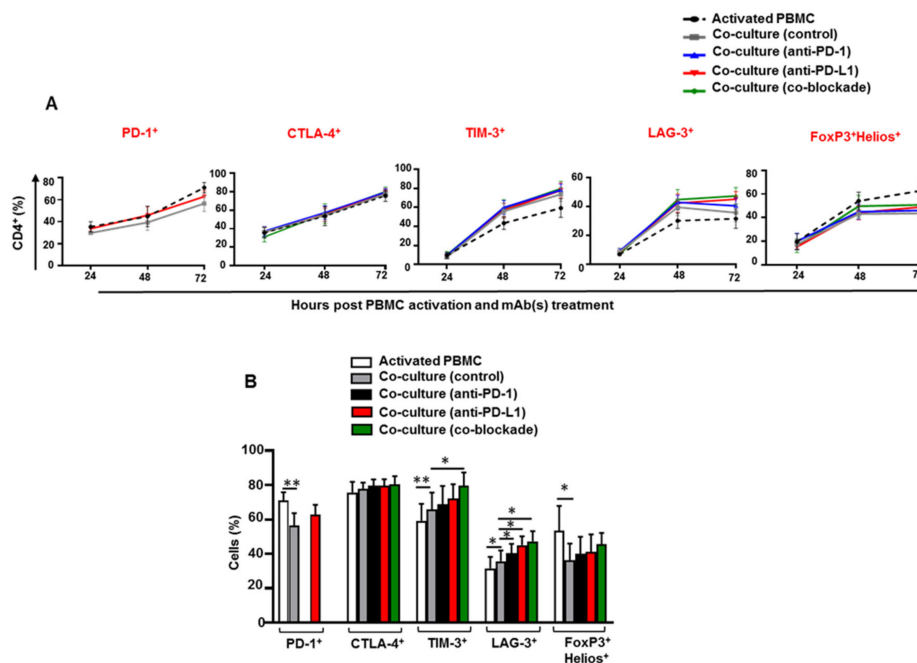 Activated PBMC
Co-culture (control)
Co-culture (anti-PD-1)
Co-culture (anti-PD-L1)
Co-culture (co-blockade)
A
PD-1⁺ CTLA-4⁺ TIM-3⁺ LAG-3⁺ FoxP3⁺Helios⁺
CD4⁺ (%)
80
60
40
20
0
24 48 72
100
80
60
40
20
0
24 48 72
100
80
60
40
20
0
24 48 72
60
40
20
0
24 48 72
80
60
40
20
0
24 48
Hours post PBMC activation and mAb(s) treatment
B
Activated PBMC
Co-culture (control)
Co-culture (anti-PD-1)
Co-culture (anti-PD-L1)
Co-culture (co-blockade)
Cells (%)
100
80
60
40
20
0
**
** *
* * * *
*
PD-1⁺ CTLA-4⁺ TIM-3⁺ LAG-3⁺ FoxP3⁺
Helios⁺